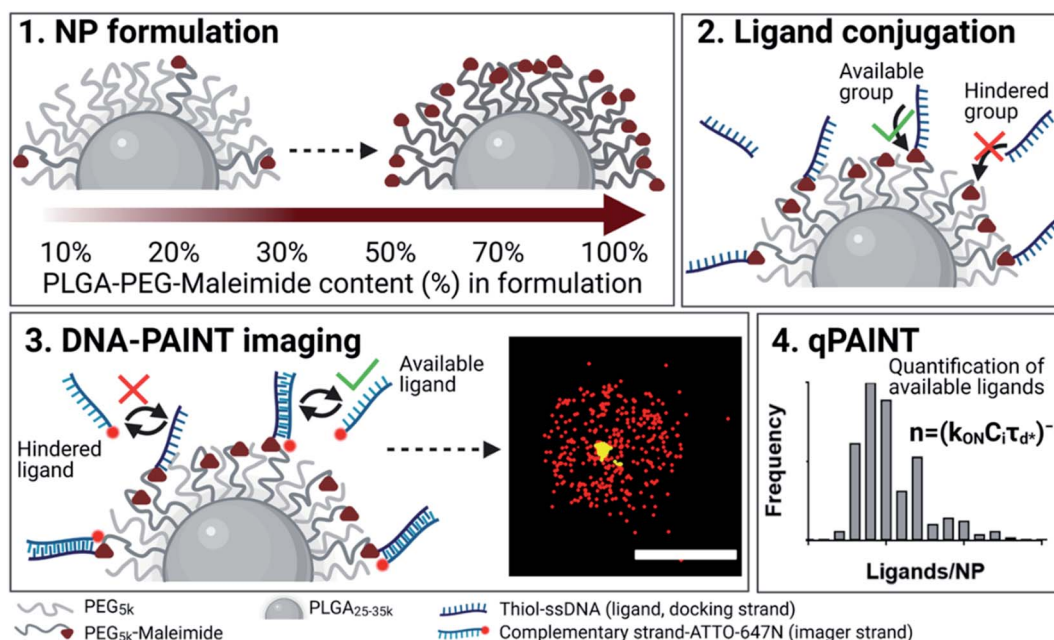 1. NP formulation
10% 20% 30% 50% 70% 100%
PLGA-PEG-Maleimide content (%) in formulation
2. Ligand conjugation
Available
group
Hindered
group
3. DNA-PAINT imaging
Available
ligand
Hindered
ligand
4. qPAINT
Quantification of
available ligands
n=(kONCiτd*)⁻
Frequency
Ligands/NP
PEG5k
PEG5k-Maleimide
PLGA25-35k
Thiol-ssDNA (ligand, docking strand)
Complementary strand-ATTO-647N (imager strand)